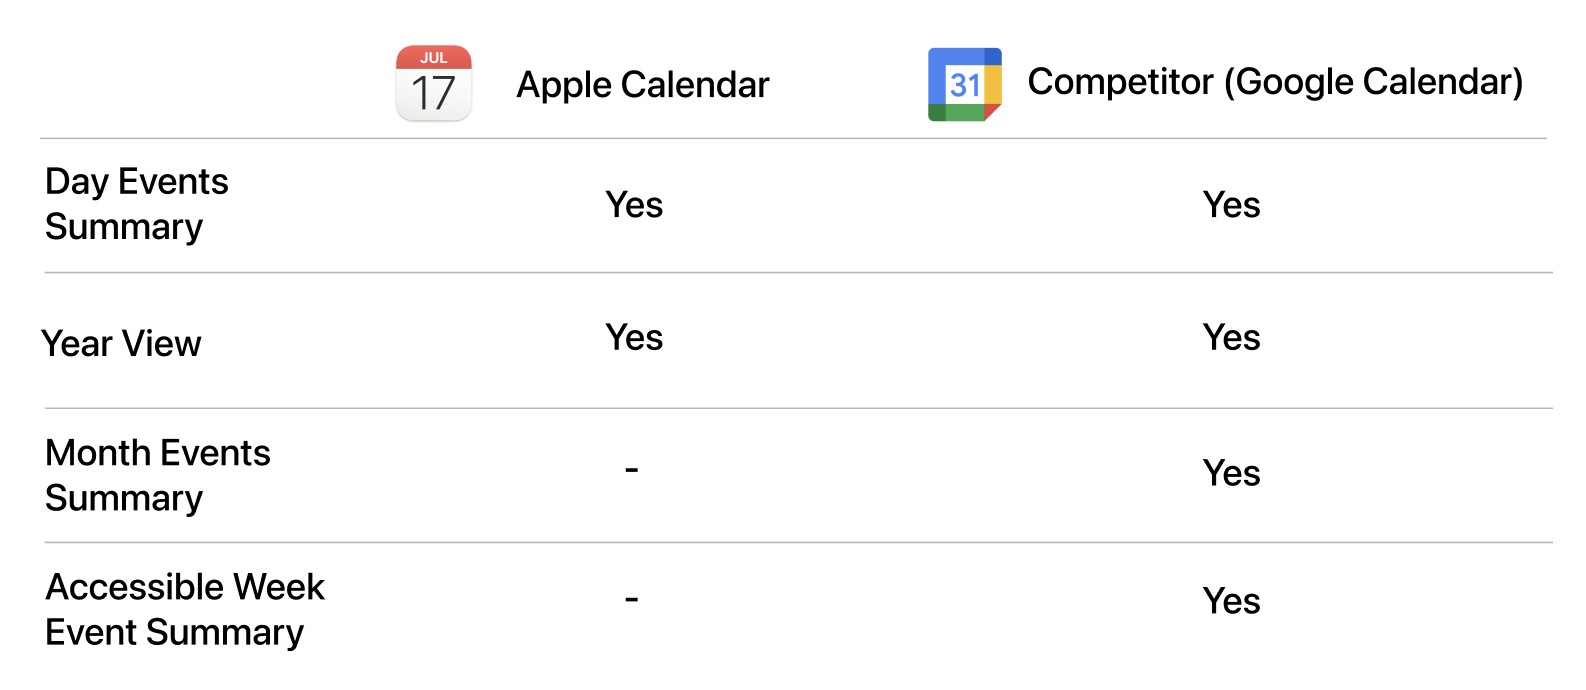 JUL
17
Apple Calendar
31
Competitor (Google Calendar)
Day Events
Summary
Yes
Yes
Year View
Yes
Yes
Month Events
Summary
-
Yes
Accessible Week
Event Summary
-
Yes